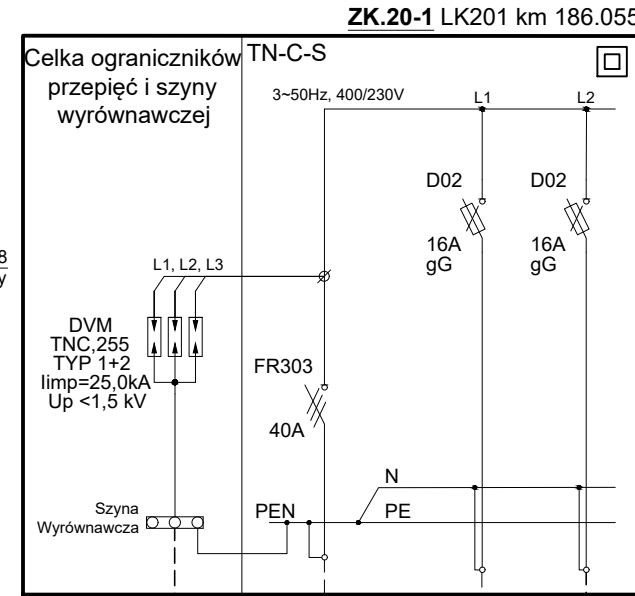 ZK.20-1 LK201 km 186.055
Celka ograniczników
przepięć i szyny
wyrównawczej
TN-C-S
3~50Hz, 400/230V
L1
L2
D02
D02
16A
gG
16A
gG
8
y
L1, L2, L3
DVM
TNC,255
TYP 1+2
Iimp=25,0kA
Up <1,5 kV
FR303
40A
N
PEN
PE
Szyna
Wyrównawcza